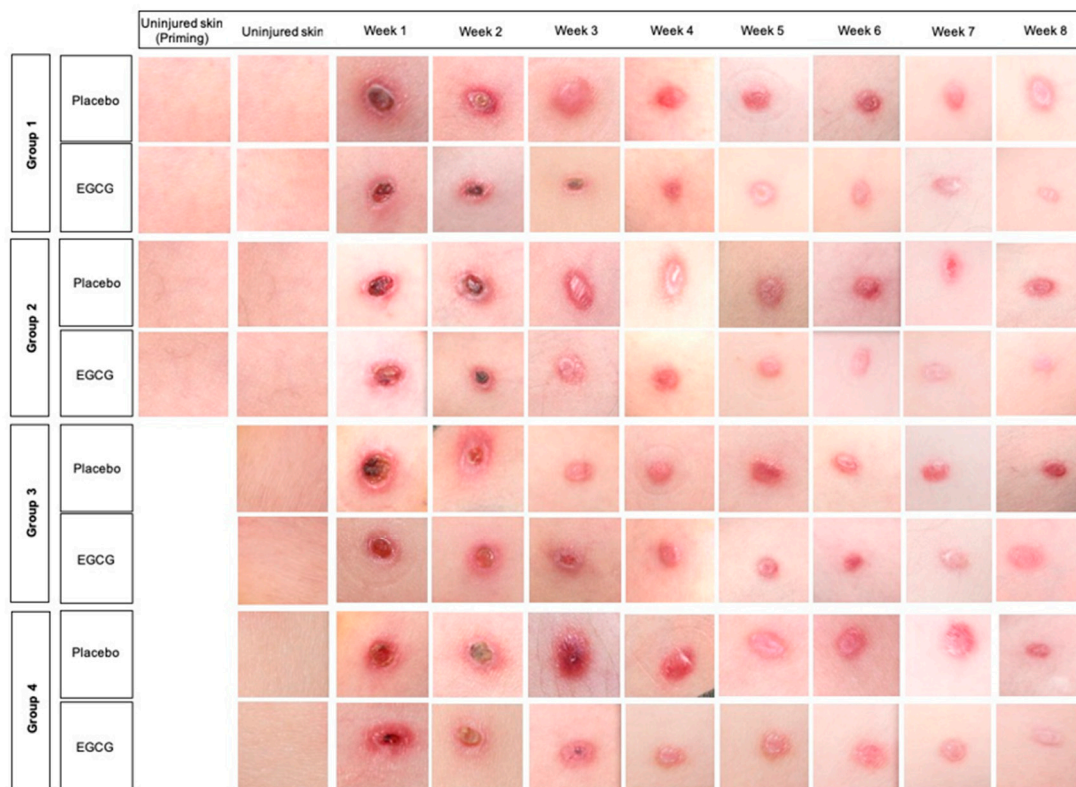 Uninjured skin
(Priming)
Uninjured skin
Week 1
Week 2
Week 3
Week 4
Week 5
Week 6
Week 7
Week 8
Group 1
Placebo
EGCG
Group 2
Placebo
EGCG
Group 3
Placebo
EGCG
Group 4
Placebo
EGCG